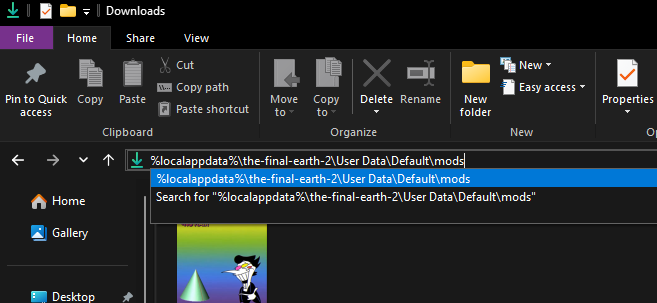 Downloads
File Home Share View
Pin to Quick access
Copy
Paste
Cut
Copy path
Paste shortcut
Clipboard
Move to
Copy to
Delete
Rename
Organize
New folder
New
Easy access
New
Properties
%localappdata%\the-final-earth-2\User Data\Default\mods
%localappdata%\the-final-earth-2\User Data\Default\mods
Search for "%localappdata%\the-final-earth-2\User Data\Default\mods"
Home
Gallery
Desktop